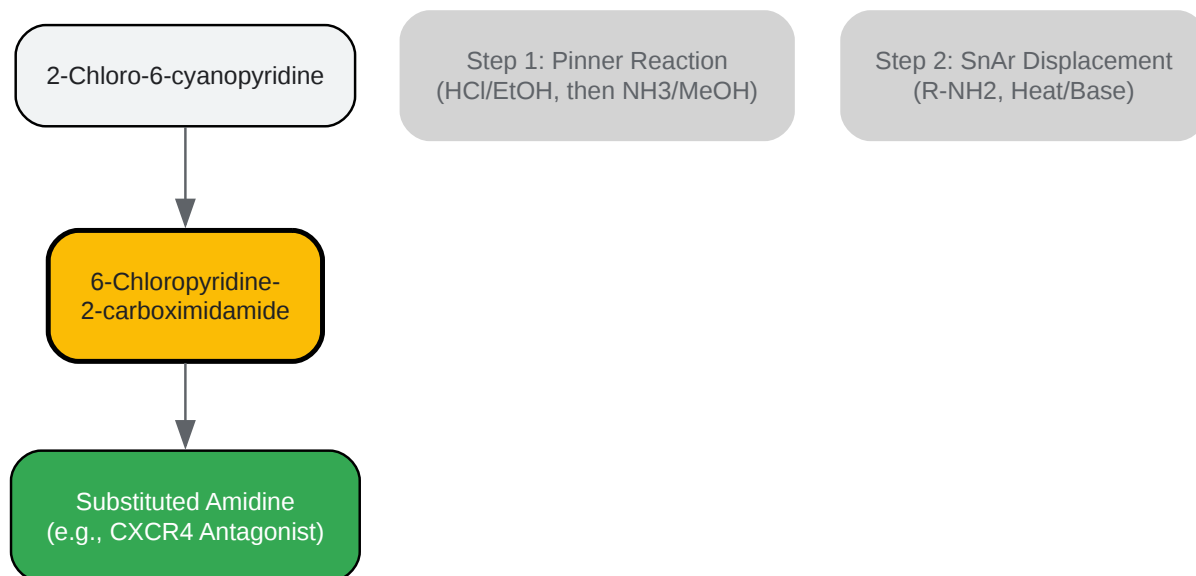 2-Chloro-6-cyanopyridine
Step 1: Pinner Reaction
(HCl/EtOH, then NH3/MeOH)
Step 2: SnAr Displacement
(R-NH2, Heat/Base)
6-Chloropyridine-
2-carboximidamide
Substituted Amidine
(e.g., CXCR4 Antagonist)